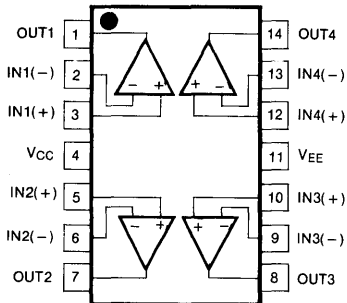 OUT1 1 14 OUT4
IN1(-) 2 13 IN4(-)
IN1(+) 3 12 IN4(+)
VCC 4 11 VEE
IN2(+) 5 10 IN3(+)
IN2(-) 6 9 IN3(-)
OUT2 7 8 OUT3
- + + -
- + + -